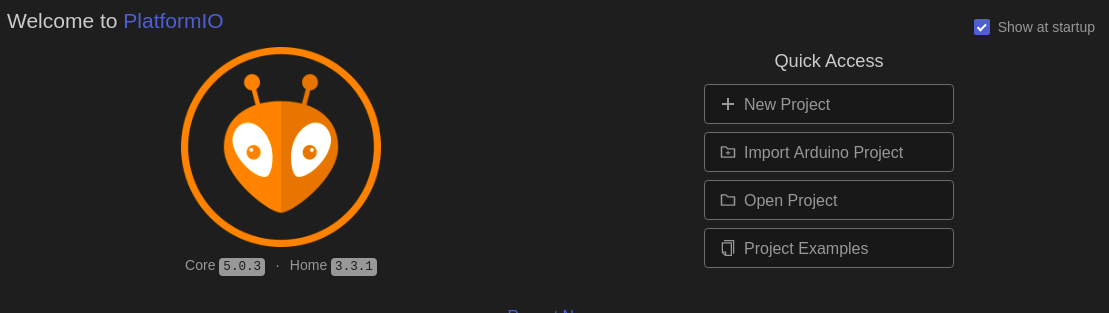 Welcome to PlatformIO
Show at startup
Core 5.0.3 · Home 3.3.1
Quick Access
New Project
Import Arduino Project
Open Project
Project Examples